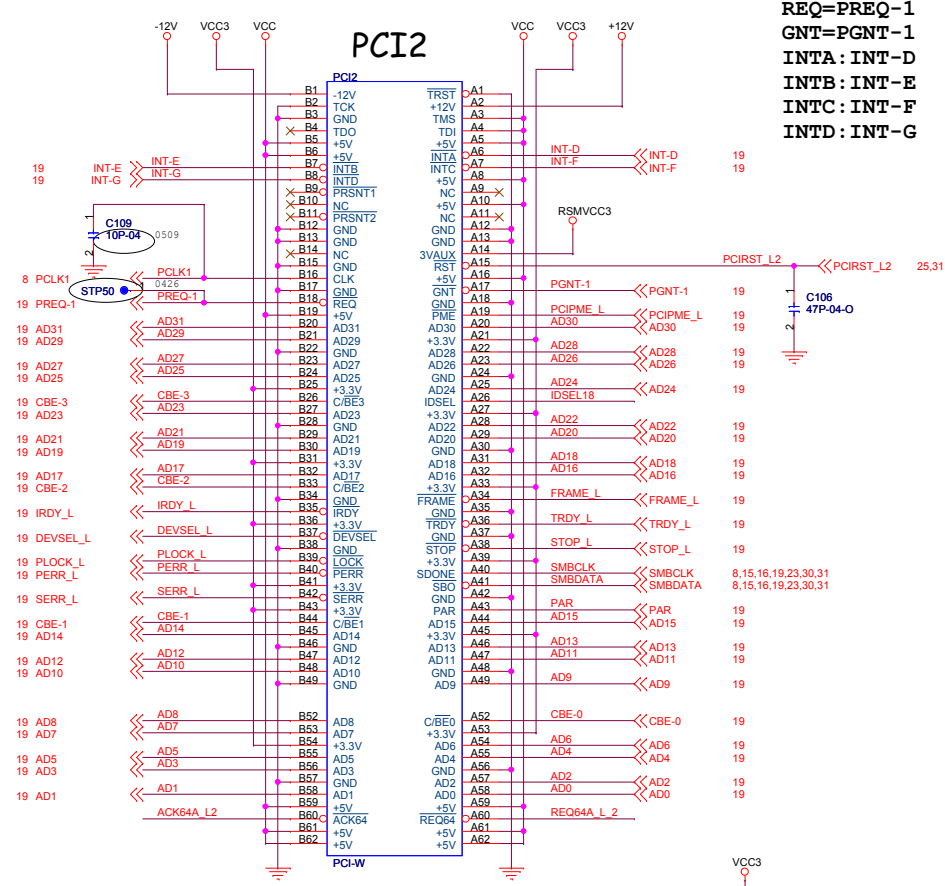 REQ=PREQ-1
GNT=PGNT-1
INTA:INT-D
INTB:INT-E
INTC:INT-F
INTD:INT-G
-12V VCC3 VCC VCC VCC3 +12V
PCI2
PCI2
B1 -12V TRST A1
B2 TCK +12V A2
B3 GND TMS A3
B4 TDO TDI A4
B5 +5V +5V A5
B6 +5V INTA A6 INT-D INT-D 19
19 INT-E INT-E B7 INTB INTC A7 INT-F INT-F 19
19 INT-G INT-G B8 INTD +5V A8
B9 PRSNT1 NC A9
B10 NC +5V A10
B11 PRSNT2 NC A11
RSMVCC3
1 C109 10P-04 0509 2
B12 GND GND A12
B13 GND GND A13
B14 NC 3VAUX A14
B15 GND RST A15 PCIRST_L2 PCIRST_L2 25,31
8 PCLK1 PCLK1 B16 CLK +5V A16
STP50 0426 B17 GND GNT A17 PGNT-1 PGNT-1 19
1 C106 47P-04-O 2
19 PREQ-1 PREQ-1 B18 REQ GND A18
B19 +5V PME A19 PCIPME_L PCIPME_L 19
19 AD31 AD31 B20 AD31 AD30 A20 AD30 AD30 19
19 AD29 AD29 B21 AD29 +3.3V A21
B22 GND AD28 A22 AD28 AD28 19
19 AD27 AD27 B23 AD27 AD26 A23 AD26 AD26 19
19 AD25 AD25 B24 AD25 GND A24
B25 +3.3V AD24 A25 AD24 AD24 19
19 CBE-3 CBE-3 B26 C/BE3 IDSEL A26 IDSEL18
19 AD23 AD23 B27 AD23 +3.3V A27
B28 GND AD22 A28 AD22 AD22 19
19 AD21 AD21 B29 AD21 AD20 A29 AD20 AD20 19
19 AD19 AD19 B30 AD19 GND A30
B31 +3.3V AD18 A31 AD18 AD18 19
19 AD17 AD17 B32 AD17 AD16 A32 AD16 AD16 19
19 CBE-2 CBE-2 B33 C/BE2 +3.3V A33
B34 GND FRAME A34 FRAME_L FRAME_L 19
19 IRDY_L IRDY_L B35 IRDY GND A35
B36 +3.3V TRDY A36 TRDY_L TRDY_L 19
19 DEVSEL_L DEVSEL_L B37 DEVSEL GND A37
B38 GND STOP A38 STOP_L STOP_L 19
19 PLOCK_L PLOCK_L B39 LOCK +3.3V A39
19 PERR_L PERR_L B40 PERR SDONE A40 SMBCLK SMBCLK 8,15,16,19,23,30,31
B41 +3.3V SBO A41 SMBDATA SMBDATA 8,15,16,19,23,30,31
19 SERR_L SERR_L B42 SERR GND A42
B43 +3.3V PAR A43 PAR PAR 19
19 CBE-1 CBE-1 B44 C/BE1 AD15 A44 AD15 AD15 19
19 AD14 AD14 B45 AD14 +3.3V A45
B46 GND AD13 A46 AD13 AD13 19
19 AD12 AD12 B47 AD12 AD11 A47 AD11 AD11 19
19 AD10 AD10 B48 AD10 GND A48
B49 GND AD9 A49 AD9 AD9 19
19 AD8 AD8 B52 AD8 C/BE0 A52 CBE-0 CBE-0 19
19 AD7 AD7 B53 AD7 +3.3V A53
B54 +3.3V AD6 A54 AD6 AD6 19
19 AD5 AD5 B55 AD5 AD4 A55 AD4 AD4 19
19 AD3 AD3 B56 AD3 GND A56
B57 GND AD2 A57 AD2 AD2 19
19 AD1 AD1 B58 AD1 AD0 A58 AD0 AD0 19
B59 +5V +5V A59
ACK64A_L2 B60 ACK64 REQ64 A60 REQ64A_L_2
B61 +5V +5V A61
B62 +5V +5V A62
PCI-W
VCC3